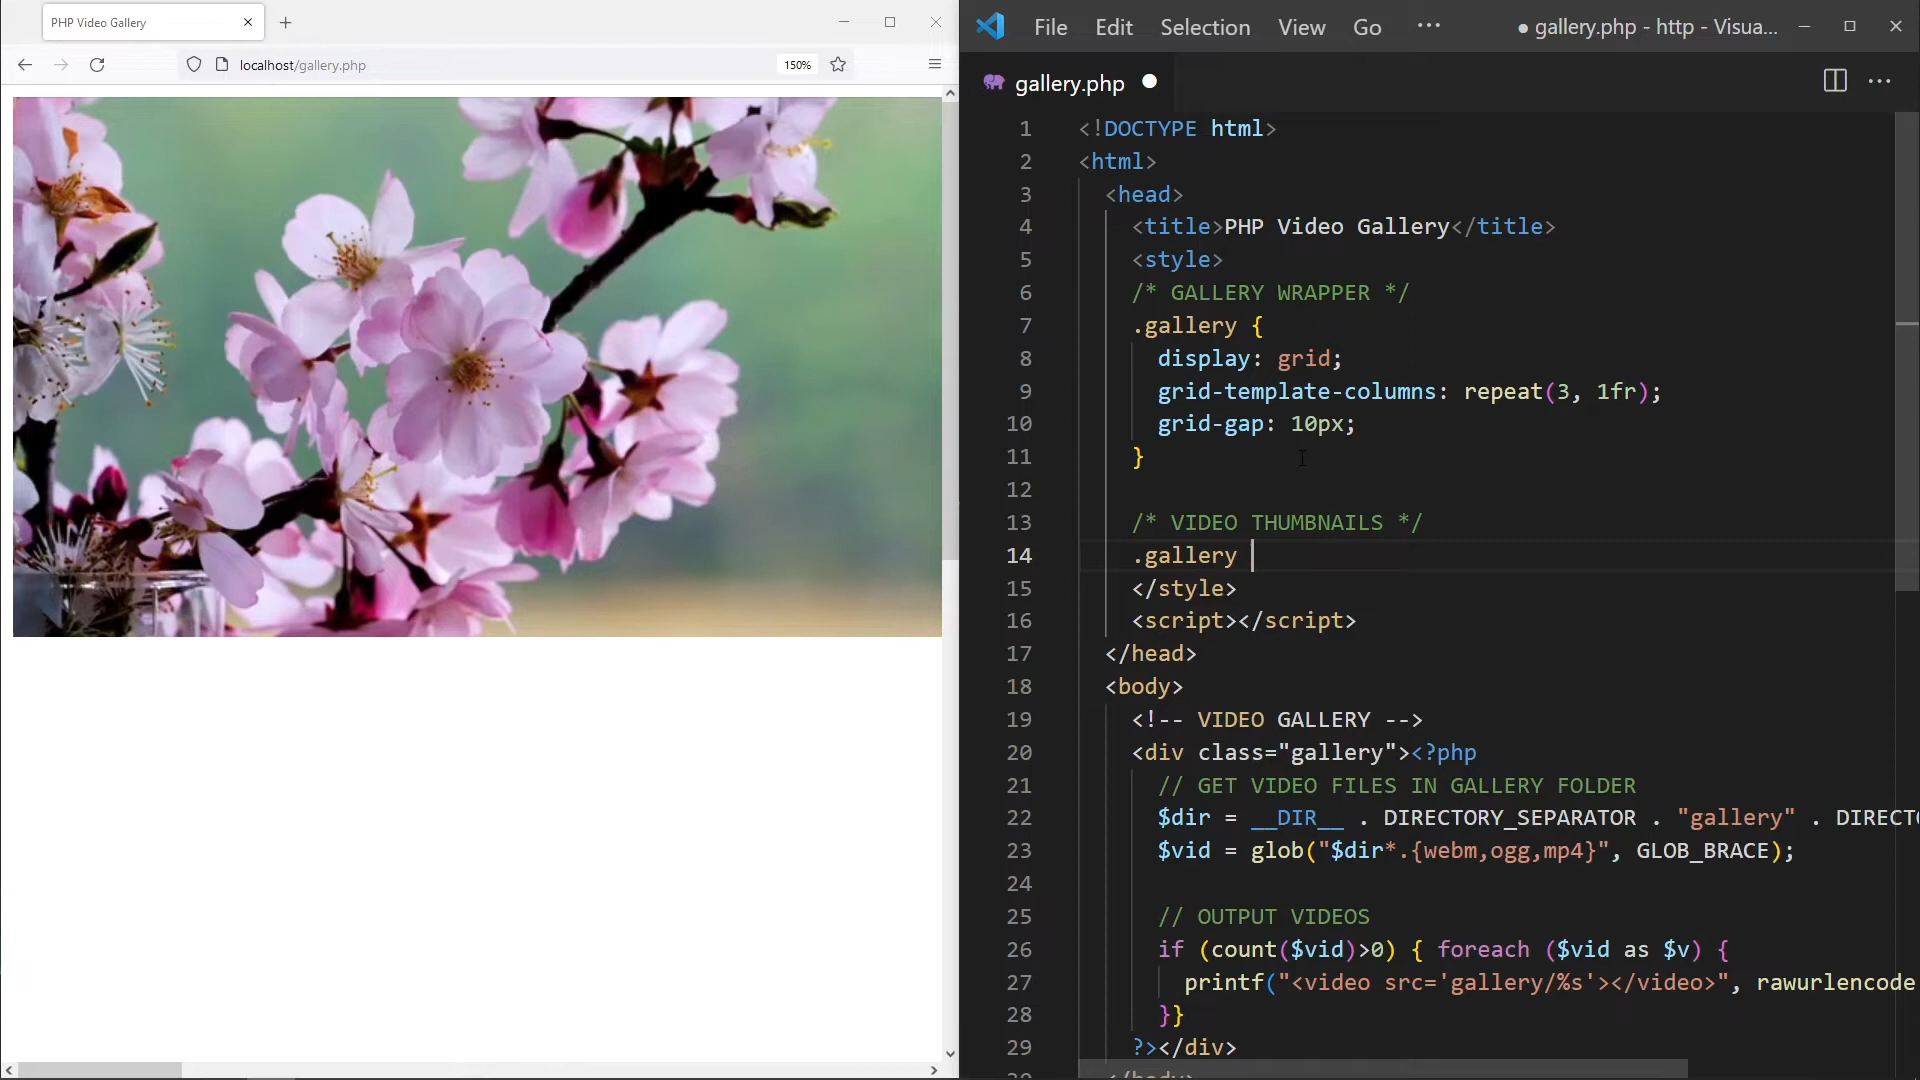 PHP Video Gallery
localhost/gallery.php
150%
File Edit Selection View Go ···
● gallery.php - http - Visua...
gallery.php
1 <!DOCTYPE html>
2 <html>
3 <head>
4 <title>PHP Video Gallery</title>
5 <style>
6 /* GALLERY WRAPPER */
7 .gallery {
8 display: grid;
9 grid-template-columns: repeat(3, 1fr);
10 grid-gap: 10px;
11 }
12
13 /* VIDEO THUMBNAILS */
14 .gallery
15 </style>
16 <script></script>
17 </head>
18 <body>
19 <!-- VIDEO GALLERY -->
20 <div class="gallery"><?php
21 // GET VIDEO FILES IN GALLERY FOLDER
22 $dir = __DIR__ . DIRECTORY_SEPARATOR . "gallery" . DIRECT
23 $vid = glob("$dir*.{webm,ogg,mp4}", GLOB_BRACE);
24
25 // OUTPUT VIDEOS
26 if (count($vid)>0) { foreach ($vid as $v) {
27 printf("<video src='gallery/%s'></video>", rawurlencode
28 }}
29 ?></div>